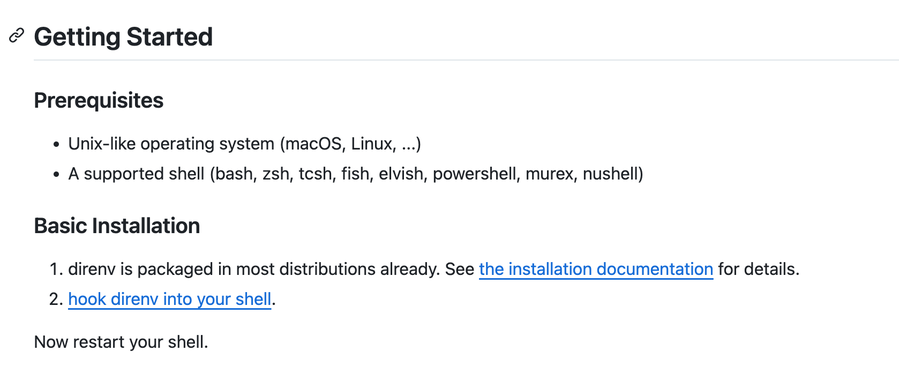 Getting Started
Prerequisites
• Unix-like operating system (macOS, Linux, ...)
• A supported shell (bash, zsh, tcsh, fish, elvish, powershell, murex, nushell)
Basic Installation
1. direnv is packaged in most distributions already. See the installation documentation for details.
2. hook direnv into your shell.
Now restart your shell.